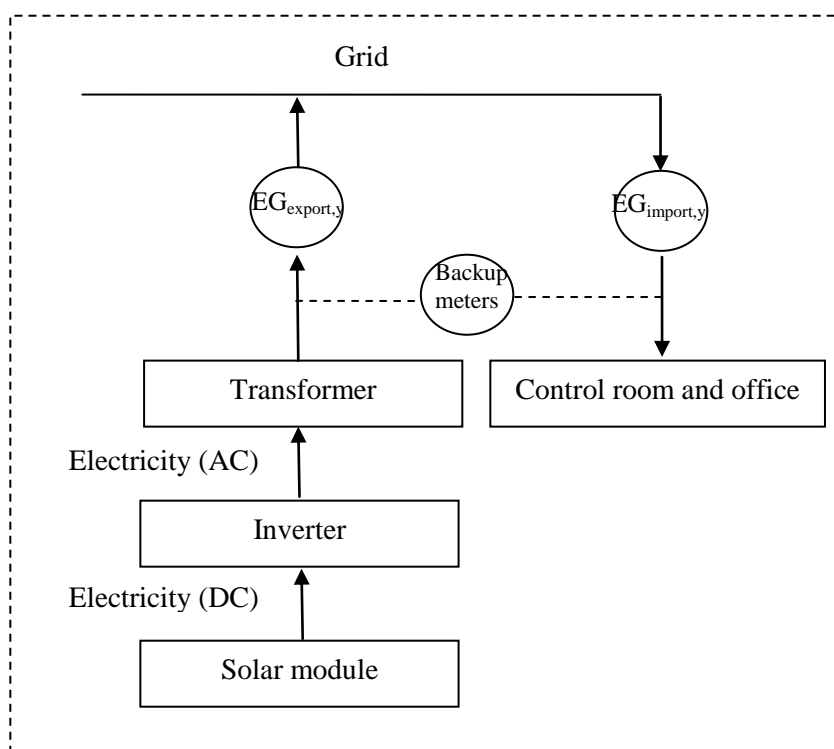 Grid
EGexport,y
EGimport,y
Backup
meters
Transformer
Control room and office
Electricity (AC)
Inverter
Electricity (DC)
Solar module